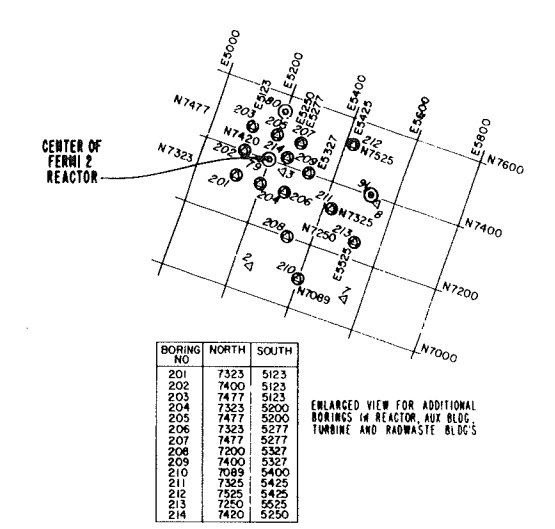 E5000
E5200
E5123
E5250
E5277
E5400
E5425
E5600
E5800
N7477
203
80
205
207
212
N7525
N7600
CENTER OF
FERMI 2
REACTOR
N7323
N7420
214
202
79
3
209
E5327
201
204
206
91
8
211
N7325
N7400
208
N7250
213
2
210
E5525
N7089
7
N7200
N7000
BORING NO NORTH SOUTH
201 7323 5123
202 7400 5123
203 7477 5123
204 7323 5200
205 7477 5200
206 7323 5277
207 7477 5277
208 7200 5327
209 7400 5327
210 7089 5400
211 7325 5425
212 7525 5425
213 7250 5525
214 7420 5250
ENLARGED VIEW FOR ADDITIONAL
BORINGS IN REACTOR, AUX BLDG,
TURBINE AND RADWASTE BLDG'S